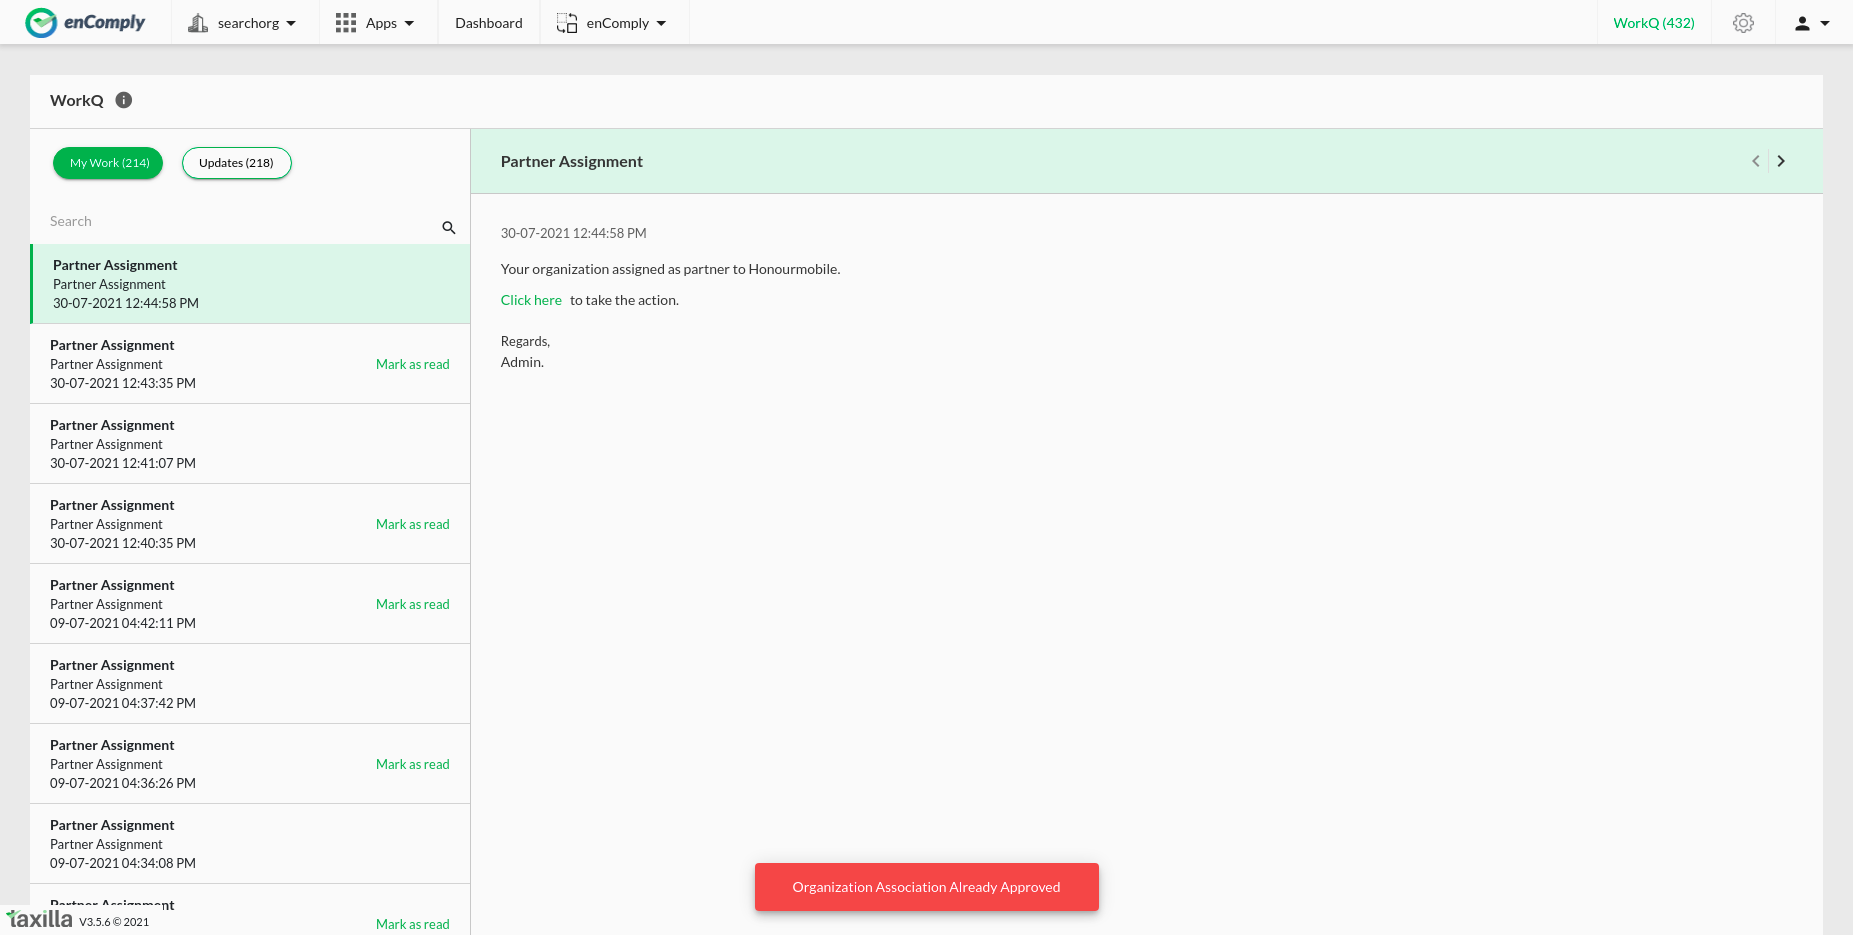 enComply
searchorg
Apps
Dashboard
enComply
WorkQ (432)
WorkQ
My Work (214)
Updates (218)
Search
Partner Assignment
Partner Assignment
30-07-2021 12:44:58 PM
Partner Assignment
Partner Assignment
Mark as read
30-07-2021 12:43:35 PM
Partner Assignment
Partner Assignment
30-07-2021 12:41:07 PM
Partner Assignment
Partner Assignment
Mark as read
30-07-2021 12:40:35 PM
Partner Assignment
Partner Assignment
Mark as read
09-07-2021 04:42:11 PM
Partner Assignment
Partner Assignment
09-07-2021 04:37:42 PM
Partner Assignment
Partner Assignment
Mark as read
09-07-2021 04:36:26 PM
Partner Assignment
Partner Assignment
09-07-2021 04:34:08 PM
Partner Assignment
Mark as read
taxilla V3.5.6 © 2021
Partner Assignment
30-07-2021 12:44:58 PM
Your organization assigned as partner to Honourmobile.
Click here to take the action.
Regards,
Admin.
Organization Association Already Approved